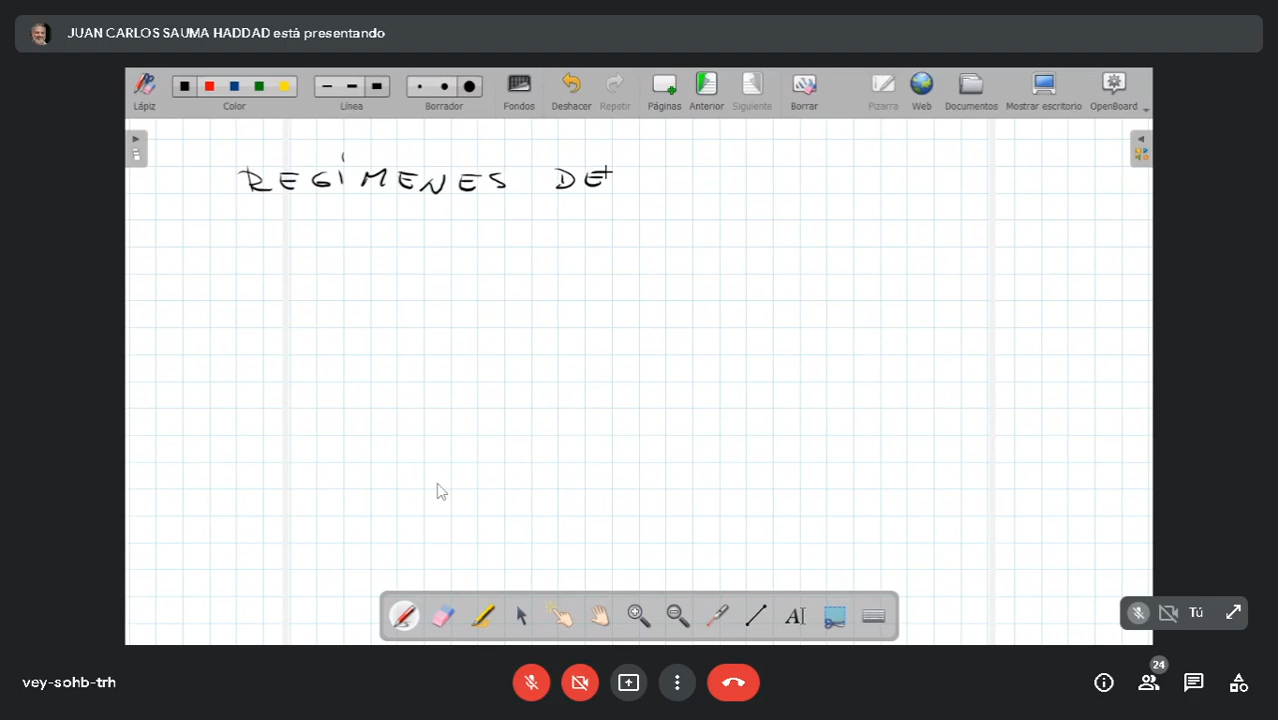 JUAN CARLOS SAUMA HADDAD está presentando
Lápiz
Color
Línea
Borrador
Fondos
Deshacer
Repetir
Páginas
Anterior
Siguiente
Borrar
Pizarra
Web
Documentos
Mostrar escritorio
OpenBoard
REGÍMENES DE
Tú
vey-sohb-trh
24